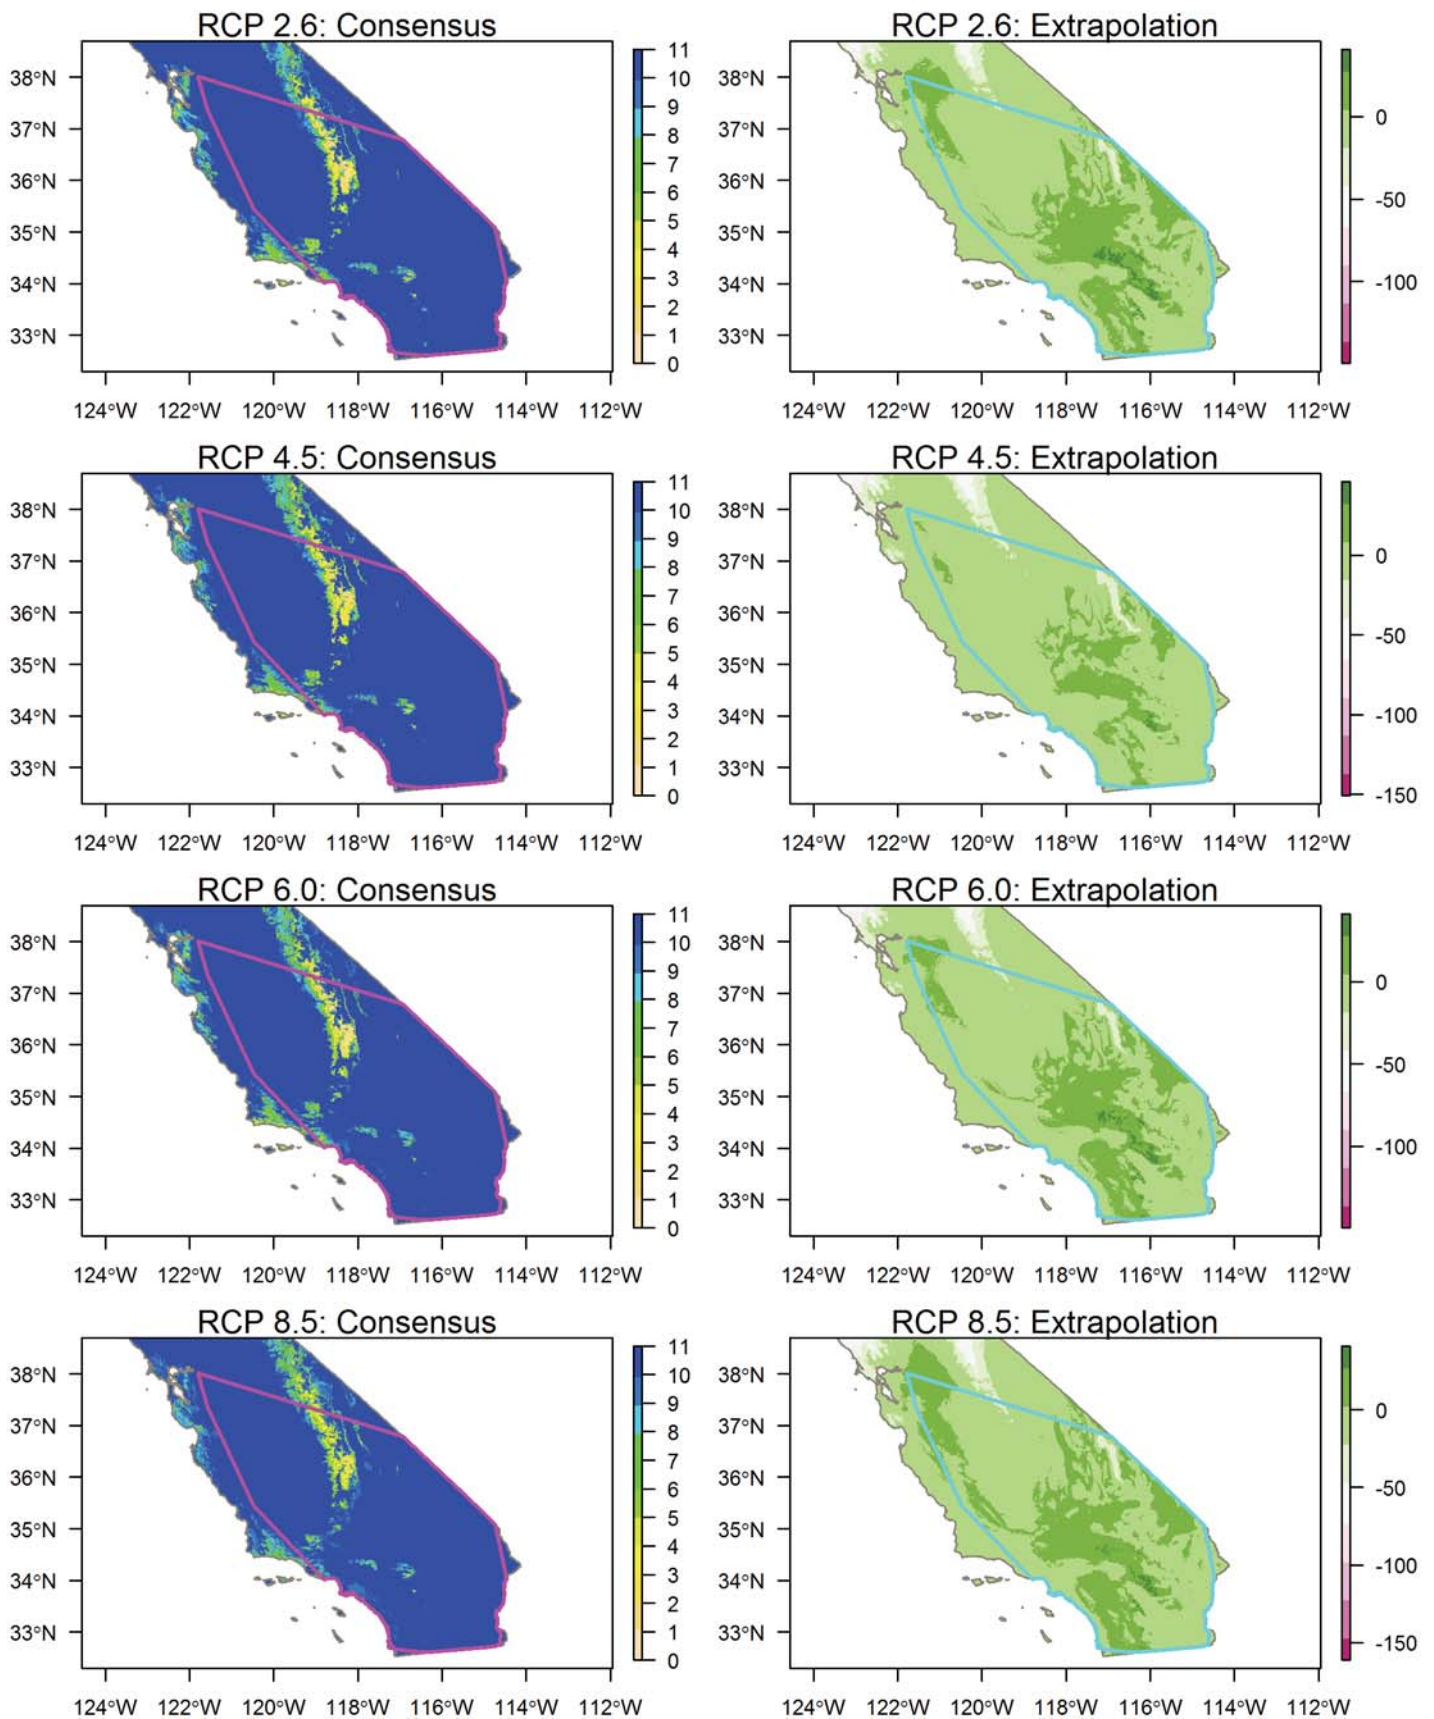 RCP 2.6: Consensus
38°N
37°N
36°N
35°N
34°N
33°N
124°W 122°W 120°W 118°W 116°W 114°W 112°W
11
10
9
8
7
6
5
4
3
2
1
0
RCP 2.6: Extrapolation
38°N
37°N
36°N
35°N
34°N
33°N
124°W 122°W 120°W 118°W 116°W 114°W 112°W
0
-50
-100
RCP 4.5: Consensus
38°N
37°N
36°N
35°N
34°N
33°N
124°W 122°W 120°W 118°W 116°W 114°W 112°W
11
10
9
8
7
6
5
4
3
2
1
0
RCP 4.5: Extrapolation
38°N
37°N
36°N
35°N
34°N
33°N
124°W 122°W 120°W 118°W 116°W 114°W 112°W
0
-50
-100
-150
RCP 6.0: Consensus
38°N
37°N
36°N
35°N
34°N
33°N
124°W 122°W 120°W 118°W 116°W 114°W 112°W
11
10
9
8
7
6
5
4
3
2
1
0
RCP 6.0: Extrapolation
38°N
37°N
36°N
35°N
34°N
33°N
124°W 122°W 120°W 118°W 116°W 114°W 112°W
0
-50
-100
RCP 8.5: Consensus
38°N
37°N
36°N
35°N
34°N
33°N
124°W 122°W 120°W 118°W 116°W 114°W 112°W
11
10
9
8
7
6
5
4
3
2
1
0
RCP 8.5: Extrapolation
38°N
37°N
36°N
35°N
34°N
33°N
124°W 122°W 120°W 118°W 116°W 114°W 112°W
0
-50
-100
-150